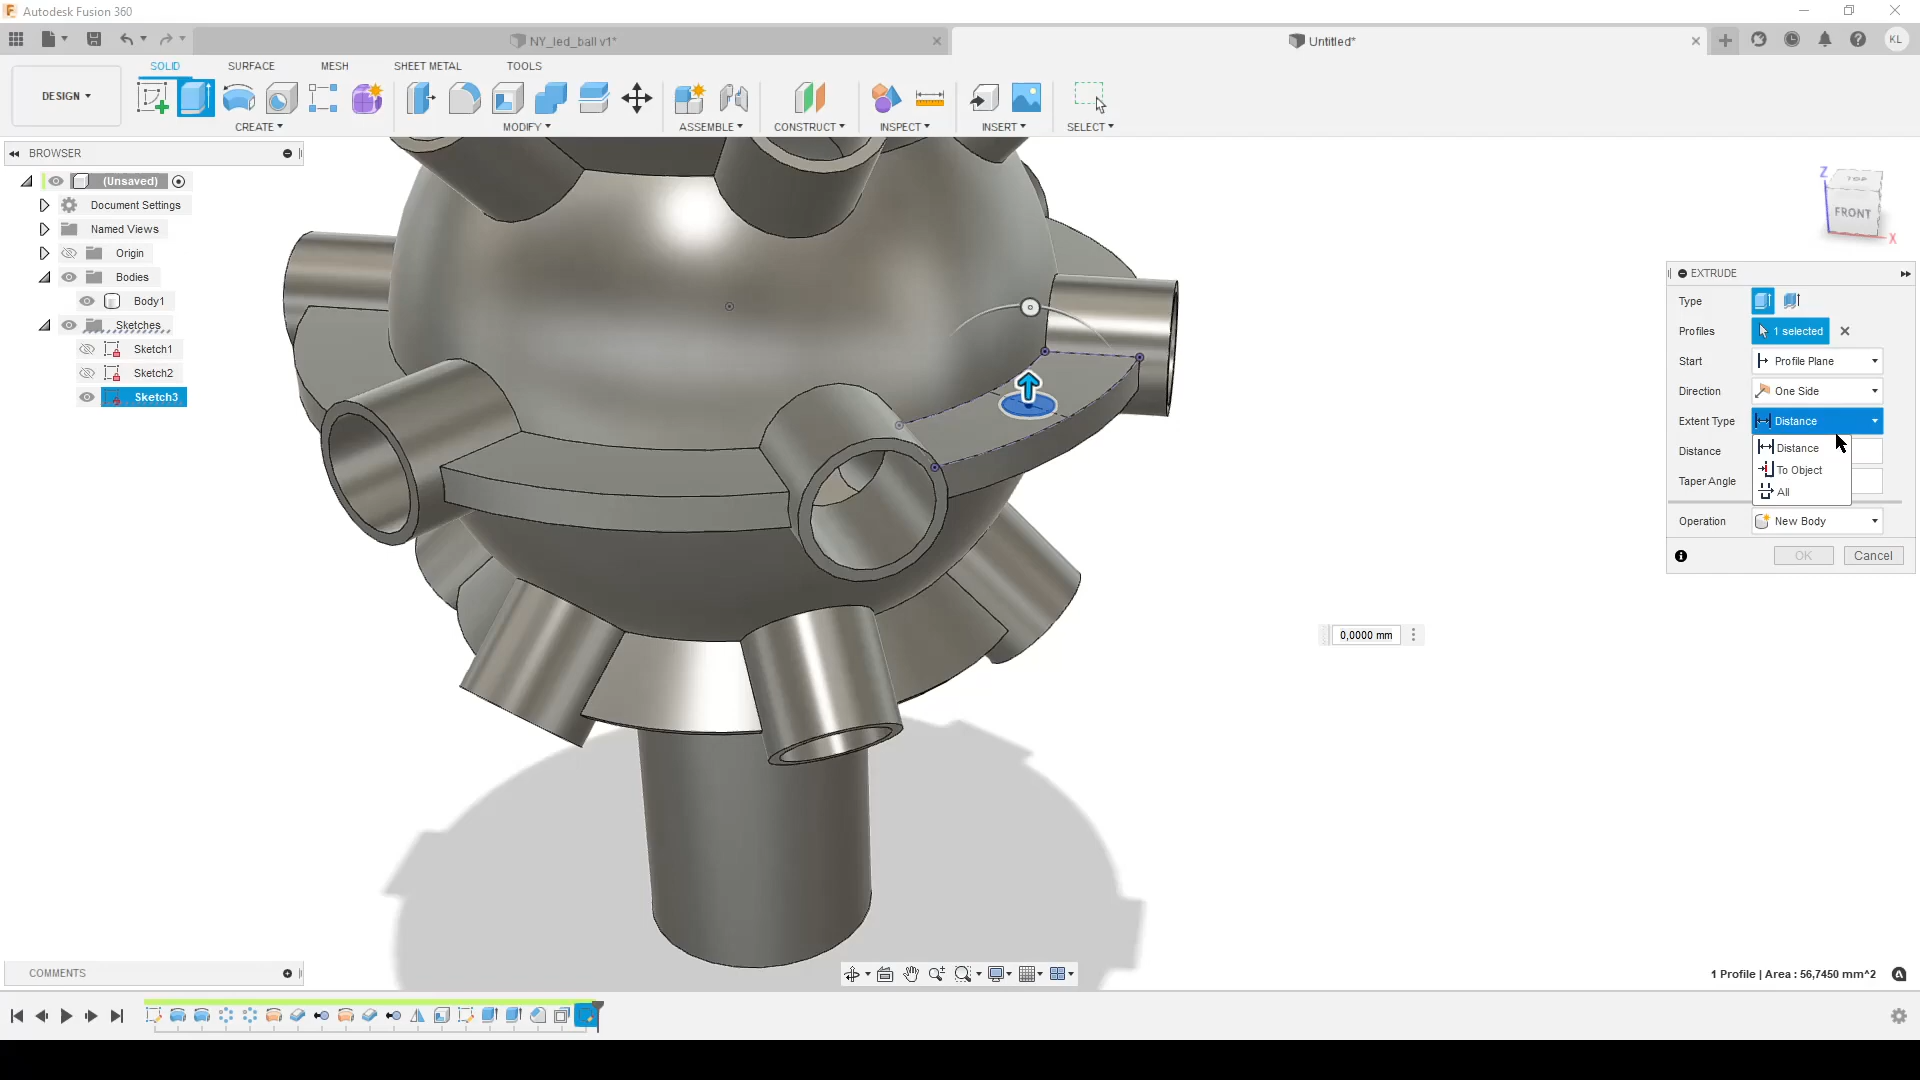 Autodesk Fusion 360
NY_led_ball v1*
Untitled*
KL
DESIGN
SOLID
SURFACE
MESH
SHEET METAL
TOOLS
CREATE
MODIFY
ASSEMBLE
CONSTRUCT
INSPECT
INSERT
SELECT
BROWSER
(Unsaved)
Document Settings
Named Views
Origin
Bodies
Body1
Sketches
Sketch1
Sketch2
Sketch3
Z
TOP
FRONT
X
EXTRUDE
Type
Profiles
1 selected
Start
Profile Plane
Direction
One Side
Extent Type
Distance
Distance
Distance
To Object
Taper Angle
All
Operation
New Body
OK
Cancel
0,0000 mm
COMMENTS
1 Profile | Area : 56,7450 mm^2